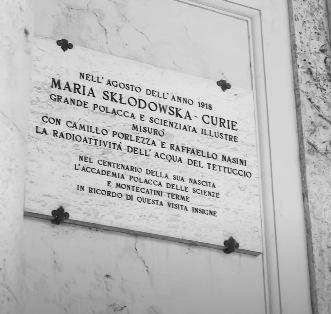 NELL'AGOSTO DELL'ANNO 1918
MARIA SKŁODOWSKA - CURIE
GRANDE POLACCA E SCIENZIATA ILLUSTRE
MISURÒ
CON CAMILLO PORLEZZA E RAFFAELLO NASINI
LA RADIOATTIVITÀ DELL'ACQUA DEL TETTUCCIO
NEL CENTENARIO DELLA SUA NASCITA
L'ACCADEMIA POLACCA DELLE SCIENZE
E MONTECATINI TERME
IN RICORDO DI QUESTA VISITA INSIGNE